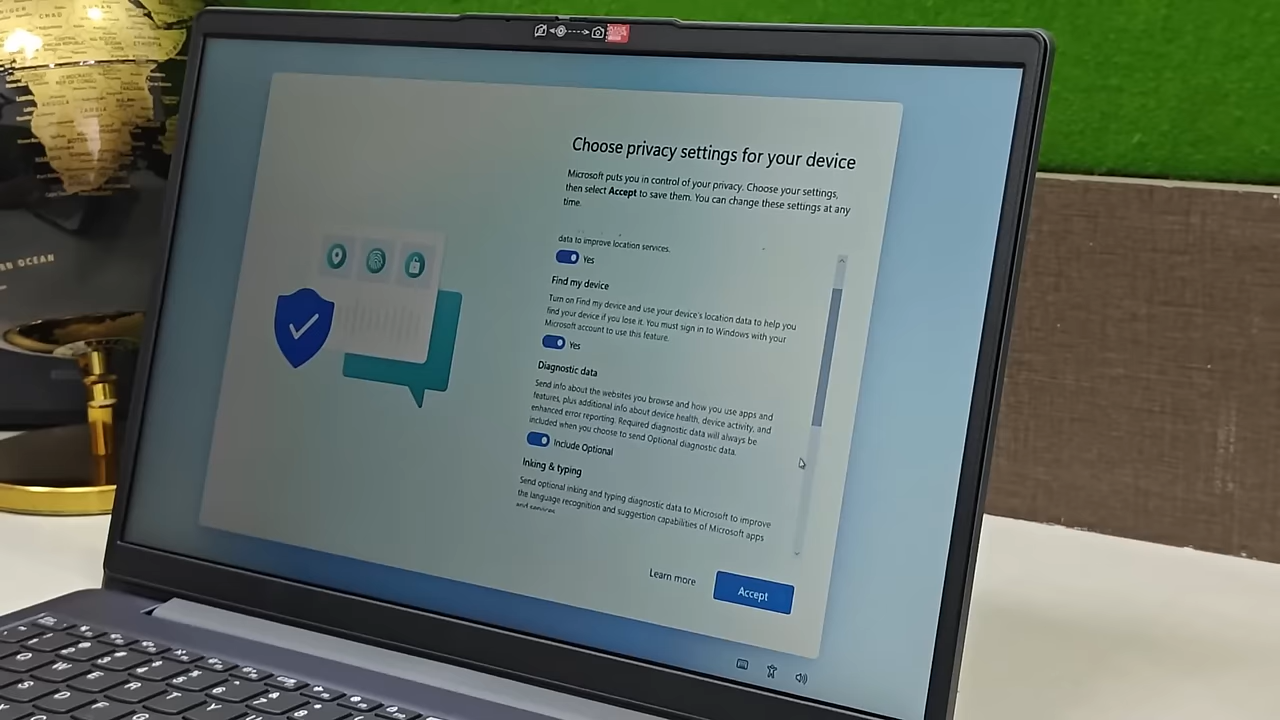 Choose privacy settings for your device
Microsoft puts you in control of your privacy. Choose your settings,
then select Accept to save them. You can change these settings at any
time.
data to improve location services.
Yes
Find my device
Turn on Find my device and use your device's location data to help you
find your device if you lose it. You must sign in to Windows with your
Microsoft account to use this feature.
Yes
Diagnostic data
Send info about the websites you browse and how you use apps and
features, plus additional info about device health, device activity, and
enhanced error reporting. Required diagnostic data will always be
included when you choose to send Optional diagnostic data.
Include Optional
Inking & typing
Send optional inking and typing diagnostic data to Microsoft to improve
the language recognition and suggestion capabilities of Microsoft apps
and services.
Learn more
Accept
ETHIOPIA
ANGOLA
ZAMBIA
OCEAN
Q W E R T Y
S D F G